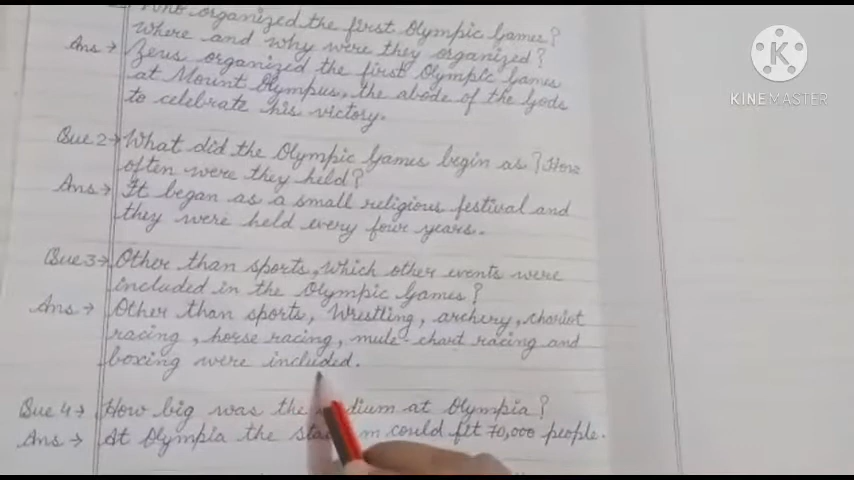 Who organized the first Olympic Games?
Where and why were they organized?
Ans → Zeus organized the first Olympic Games
at Mount Olympus, the abode of the Gods
to celebrate his victory.
Que 2 → What did the Olympic Games begin as? How
often were they held?
Ans → It began as a small religious festival and
they were held every four years.
Que 3 → Other than sports, which other events were
included in the Olympic Games?
Ans → Other than sports, Wrestling, archery, chariot
racing, horse racing, mule-chart racing and
boxing were included.
Que 4 → How big was the dium at Olympia?
Ans → At Olympia the sta m could fit 70,000 people.
KINEMASTER